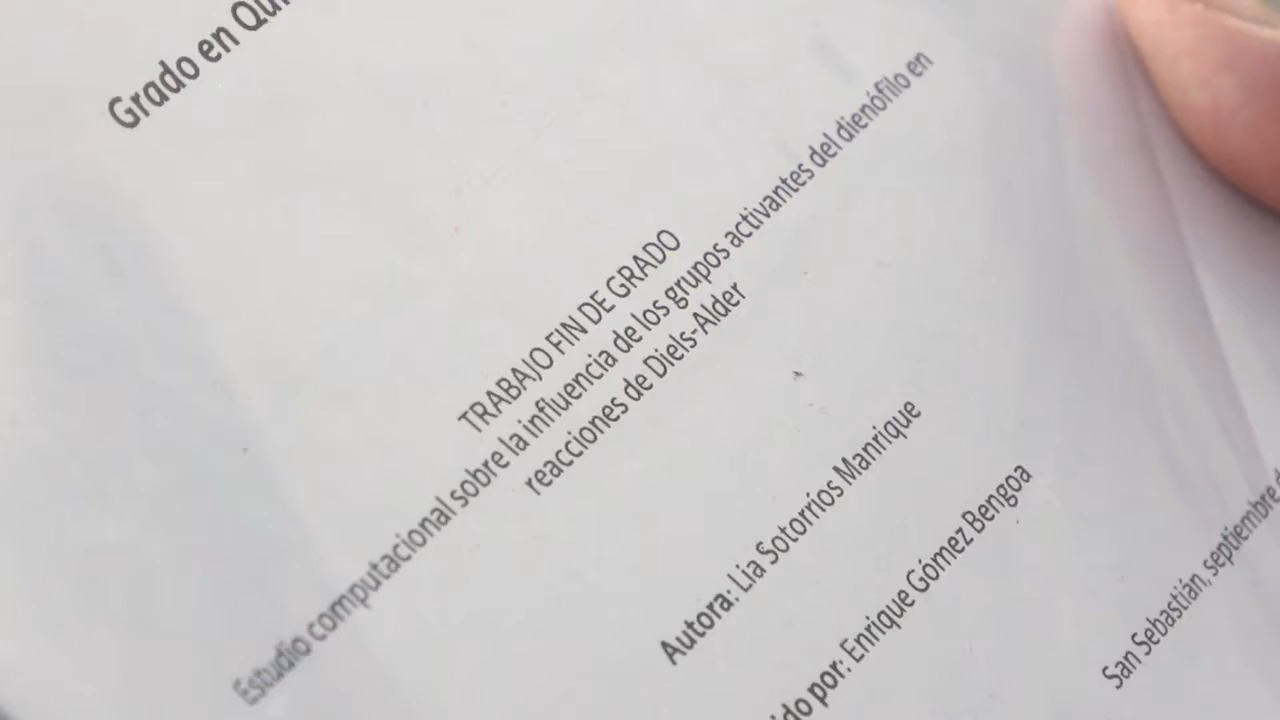 Grado en
TRABAJO FIN DE GRADO
Estudio computacional sobre la influencia de los grupos activantes del dienófilo en
reacciones de Diels-Alder
Autora: Lia Sotorríos Manrique
por: Enrique Gómez Bengoa
San Sebastián, septiembre